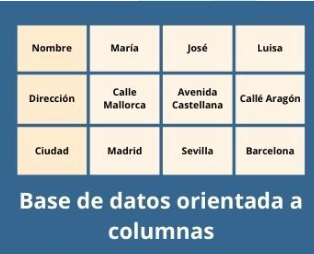 Nombre María José Luisa
Dirección Calle Mallorca Avenida Castellana Callé Aragón
Ciudad Madrid Sevilla Barcelona
Base de datos orientada a
columnas